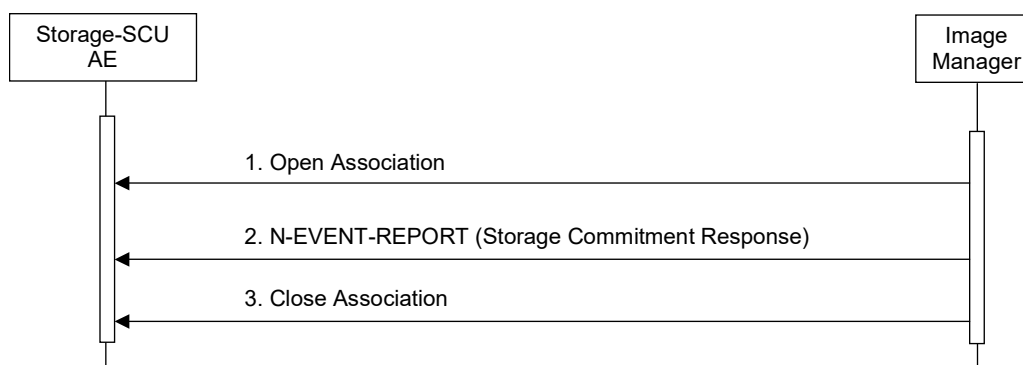 Storage-SCU
AE
Image
Manager
1. Open Association
2. N-EVENT-REPORT (Storage Commitment Response)
3. Close Association